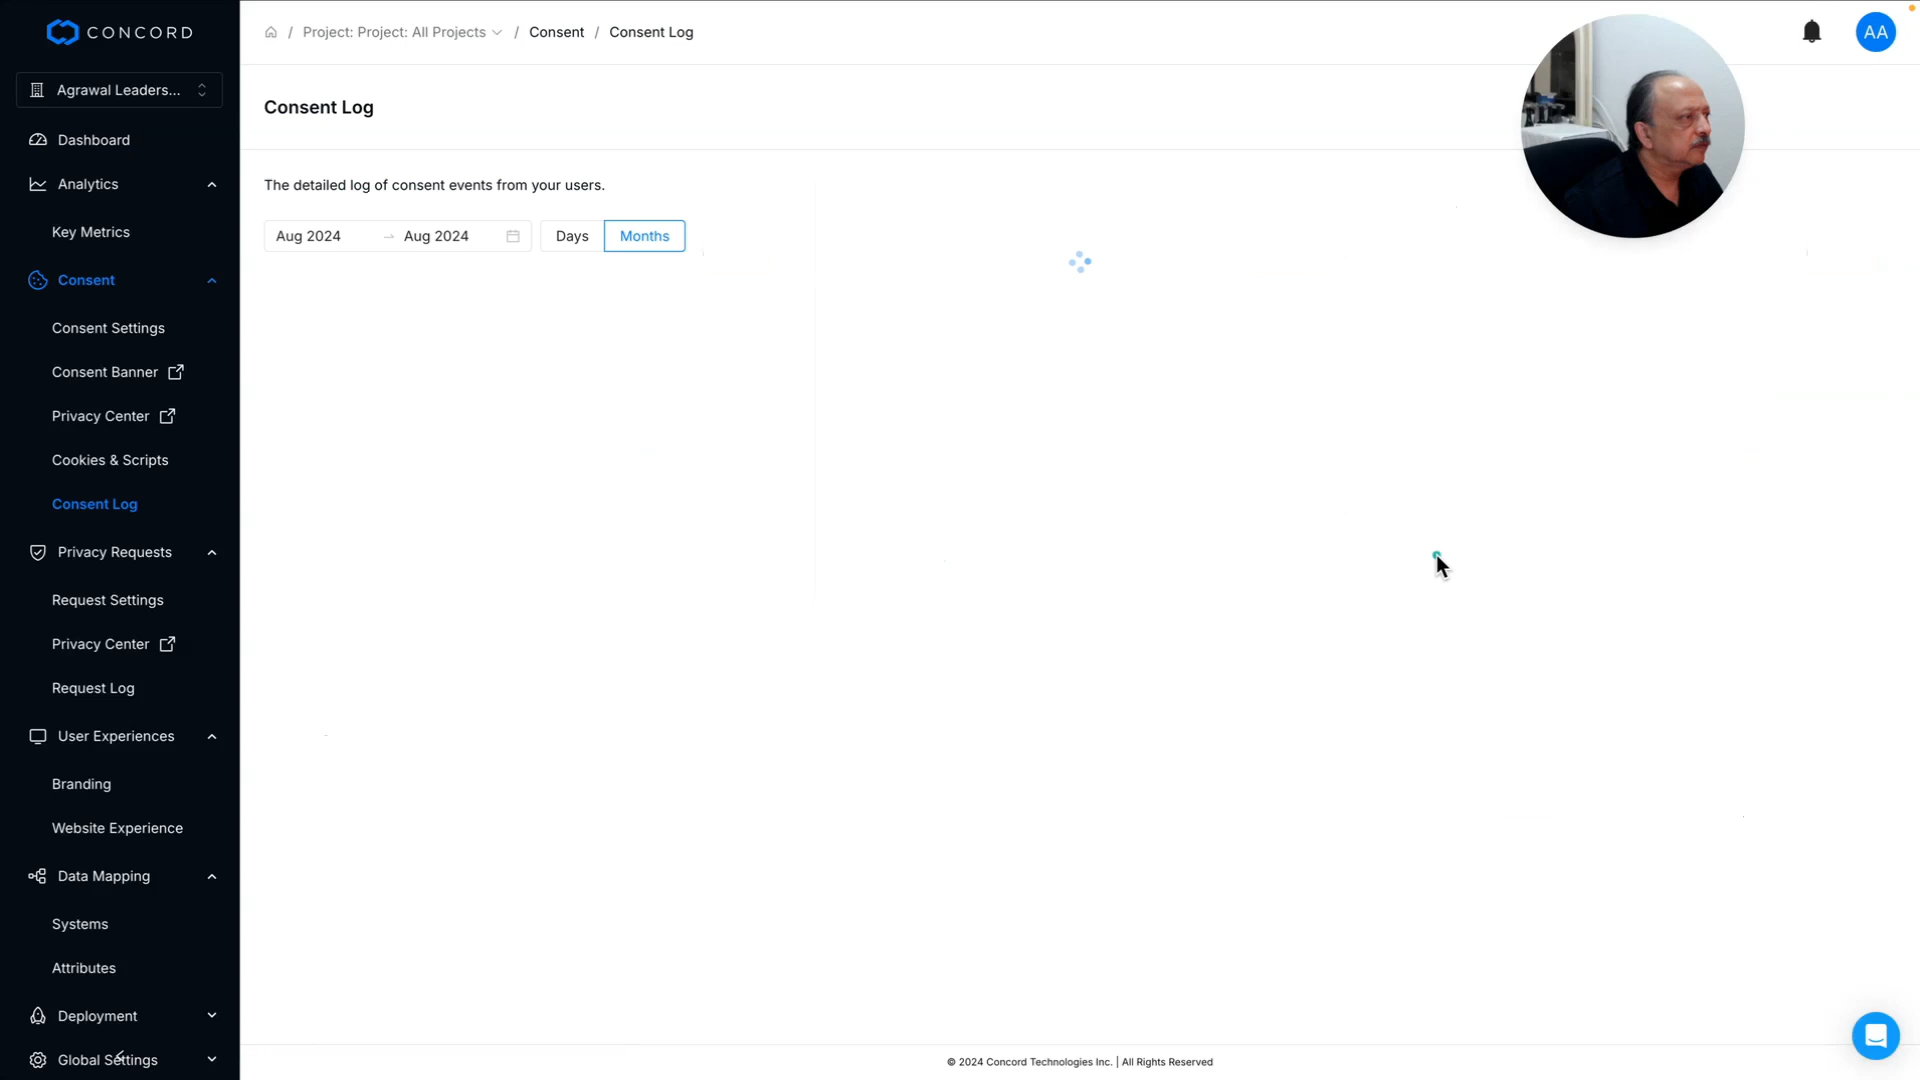 CONCORD
Agrawal Leaders...
Dashboard
Analytics
Key Metrics
Consent
Consent Settings
Consent Banner
Privacy Center
Cookies & Scripts
Consent Log
Privacy Requests
Request Settings
Privacy Center
Request Log
User Experiences
Branding
Website Experience
Data Mapping
Systems
Attributes
Deployment
Global Settings
/ Project: Project: All Projects / Consent / Consent Log
AA
Consent Log
The detailed log of consent events from your users.
Aug 2024 → Aug 2024 Days Months
© 2024 Concord Technologies Inc. | All Rights Reserved